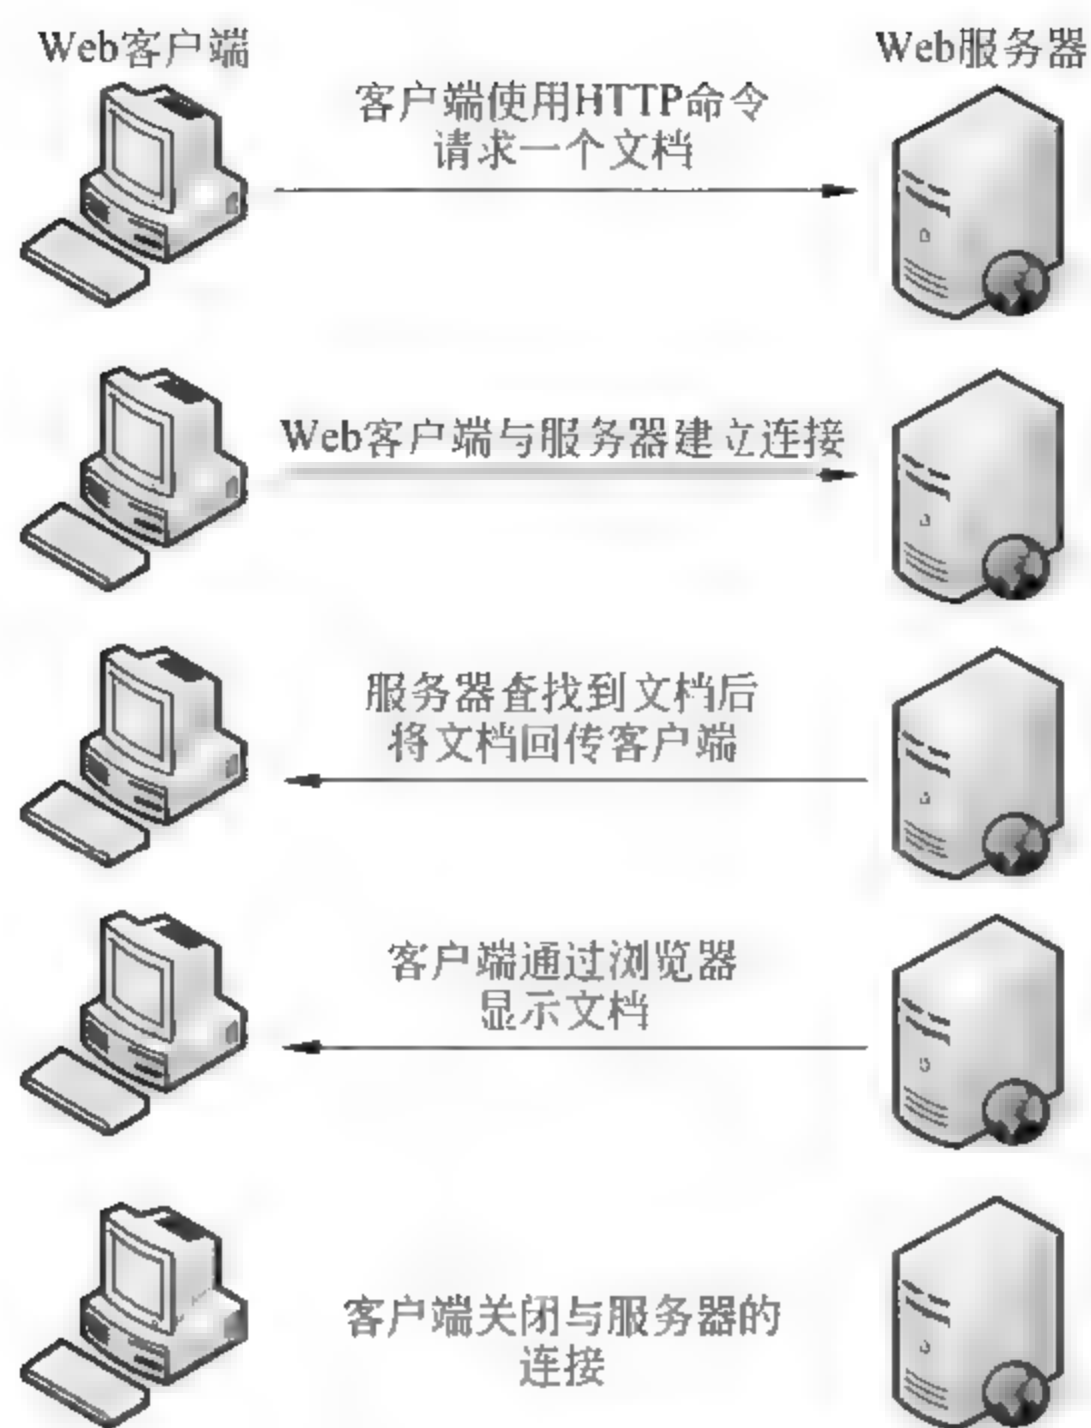 Web客户端
Web服务器
客户端使用HTTP命令
请求一个文档
Web客户端与服务器建立连接
服务器查找到文档后
将文档回传客户端
客户端通过浏览器
显示文档
客户端关闭与服务器的
连接